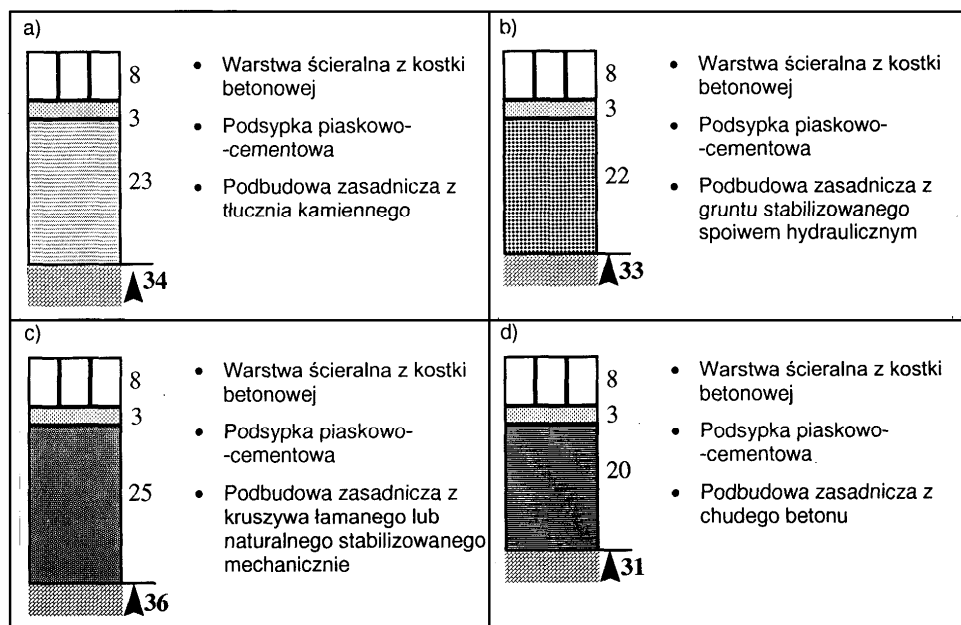 a)
8
3
23
34
• Warstwa ścieralna z kostki
betonowej
• Podsypka piaskowo-
-cementowa
• Podbudowa zasadnicza z
tłucznia kamiennego
b)
8
3
22
33
• Warstwa ścieralna z kostki
betonowej
• Podsypka piaskowo-
-cementowa
• Podbudowa zasadnicza z
gruntu stabilizowanego
spoiwem hydraulicznym
c)
8
3
25
36
• Warstwa ścieralna z kostki
betonowej
• Podsypka piaskowo-
-cementowa
• Podbudowa zasadnicza z
kruszywa łamanego lub
naturalnego stabilizowanego
mechanicznie
d)
8
3
20
31
• Warstwa ścieralna z kostki
betonowej
• Podsypka piaskowo-
-cementowa
• Podbudowa zasadnicza z
chudego betonu